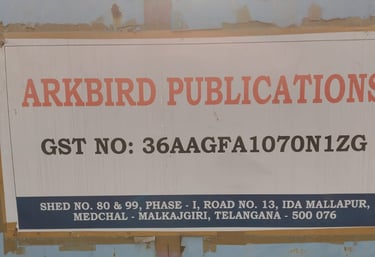 ARKBIRD PUBLICATIONS
GST NO: 36AAGFA1070N1ZG
SHED NO. 80 & 99, PHASE - I, ROAD NO. 13, IDA MALLAPUR,
MEDCHAL - MALKAJGIRI, TELANGANA - 500 076